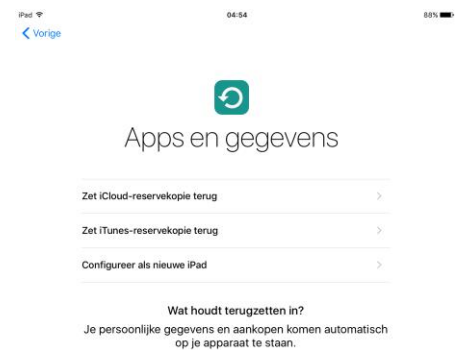 iPad 04:54 88%
Vorige
Apps en gegevens
Zet iCloud-reservekopie terug
Zet iTunes-reservekopie terug
Configureer als nieuwe iPad
Wat houdt terugzetten in?
Je persoonlijke gegevens en aankopen komen automatisch
op je apparaat te staan.